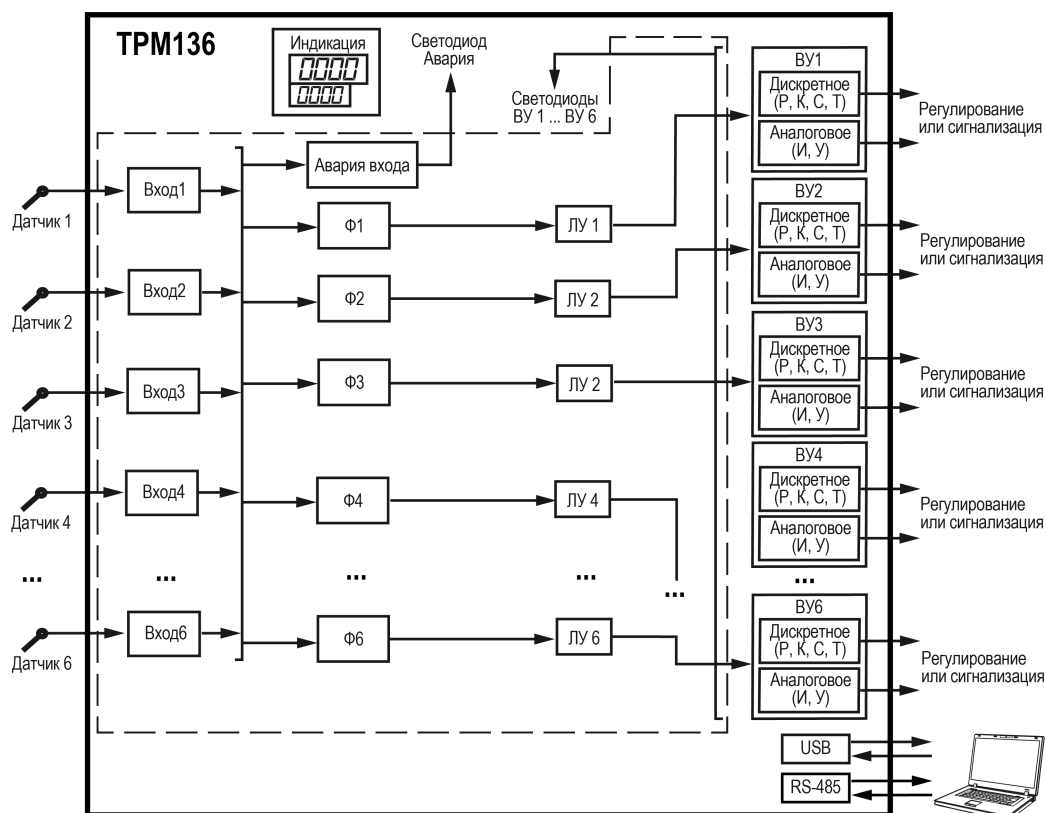 ТРМ136
Индикация
0000
0000
Светодиод
Авария
Светодиоды
ВУ 1 ... ВУ 6
ВУ1
Дискретное
(Р, К, С, Т)
Аналоговое
(И, У)
Регулирование
или сигнализация
Датчик 1
Вход1
Авария входа
Ф1
ЛУ 1
ВУ2
Дискретное
(Р, К, С, Т)
Аналоговое
(И, У)
Регулирование
или сигнализация
Датчик 2
Вход2
Ф2
ЛУ 2
ВУ3
Дискретное
(Р, К, С, Т)
Аналоговое
(И, У)
Регулирование
или сигнализация
Датчик 3
Вход3
Ф3
ЛУ 2
ВУ4
Дискретное
(Р, К, С, Т)
Аналоговое
(И, У)
Регулирование
или сигнализация
Датчик 4
Вход4
Ф4
ЛУ 4
... ... ... ... ... ...
ВУ6
Дискретное
(Р, К, С, Т)
Аналоговое
(И, У)
Регулирование
или сигнализация
Датчик 6
Вход6
Ф6
ЛУ 6
USB
RS-485